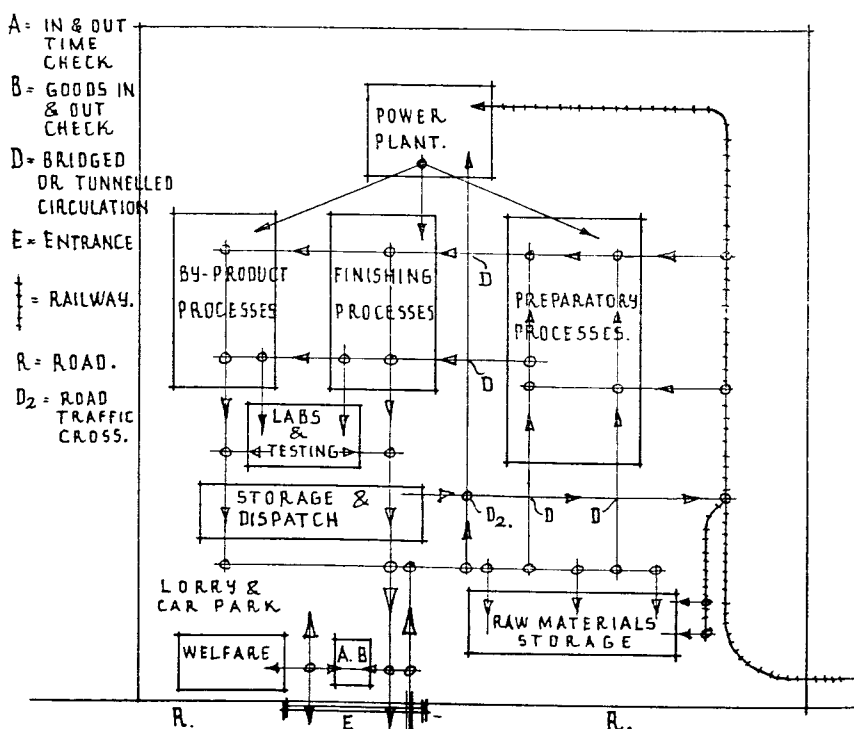 A = IN & OUT
TIME
CHECK
B = GOODS IN
& OUT
CHECK
D = BRIDGED
OR TUNNELLED
CIRCULATION
E = ENTRANCE
= RAILWAY.
R = ROAD.
D2 = ROAD
TRAFFIC
CROSS.
POWER
PLANT.
BY-PRODUCT
PROCESSES
FINISHING
PROCESSES
PREPARATORY
PROCESSES.
D
D
LABS
&
TESTING
STORAGE &
DISPATCH
D2.
D
D
LORRY &
CAR PARK
RAW MATERIALS
STORAGE
WELFARE
A.B
R.
E
R.